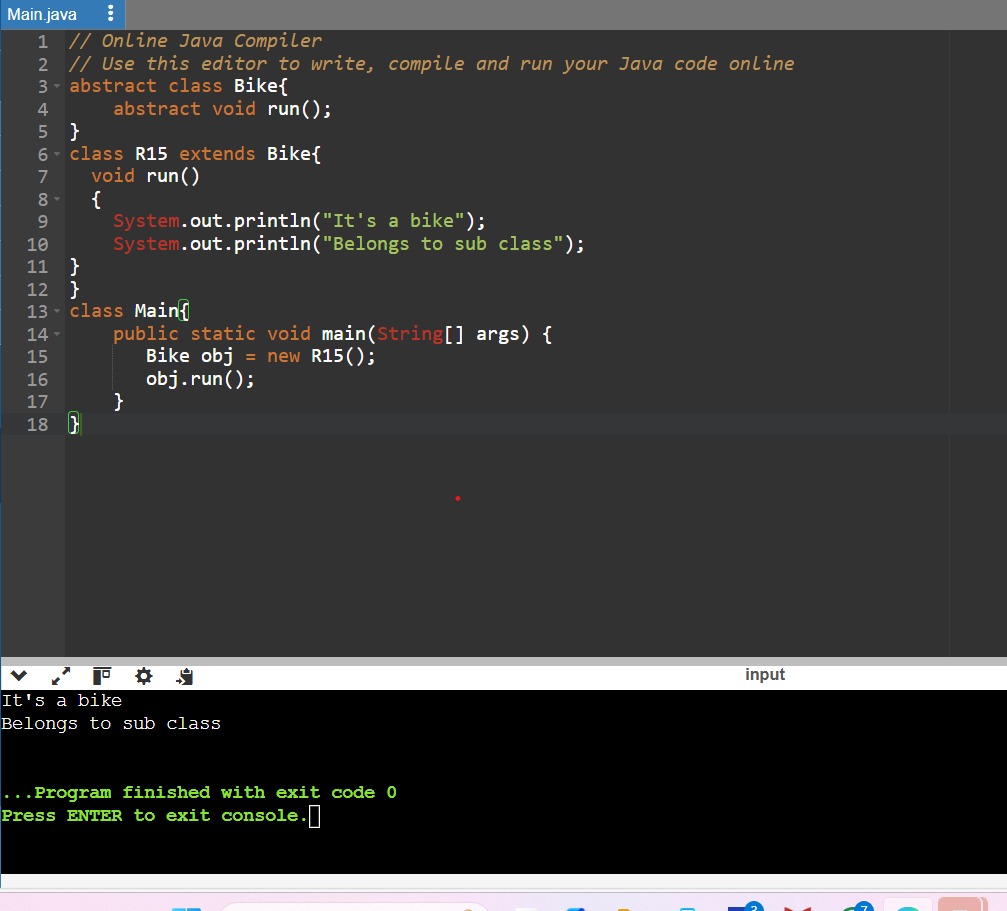 Main.java
1 // Online Java Compiler
2 // Use this editor to write, compile and run your Java code online
3 abstract class Bike{
4 abstract void run();
5 }
6 class R15 extends Bike{
7 void run()
8 {
9 System.out.println("It's a bike");
10 System.out.println("Belongs to sub class");
11 }
12 }
13 class Main{
14 public static void main(String[] args) {
15 Bike obj = new R15();
16 obj.run();
17 }
18 }
input
It's a bike
Belongs to sub class
...Program finished with exit code 0
Press ENTER to exit console.